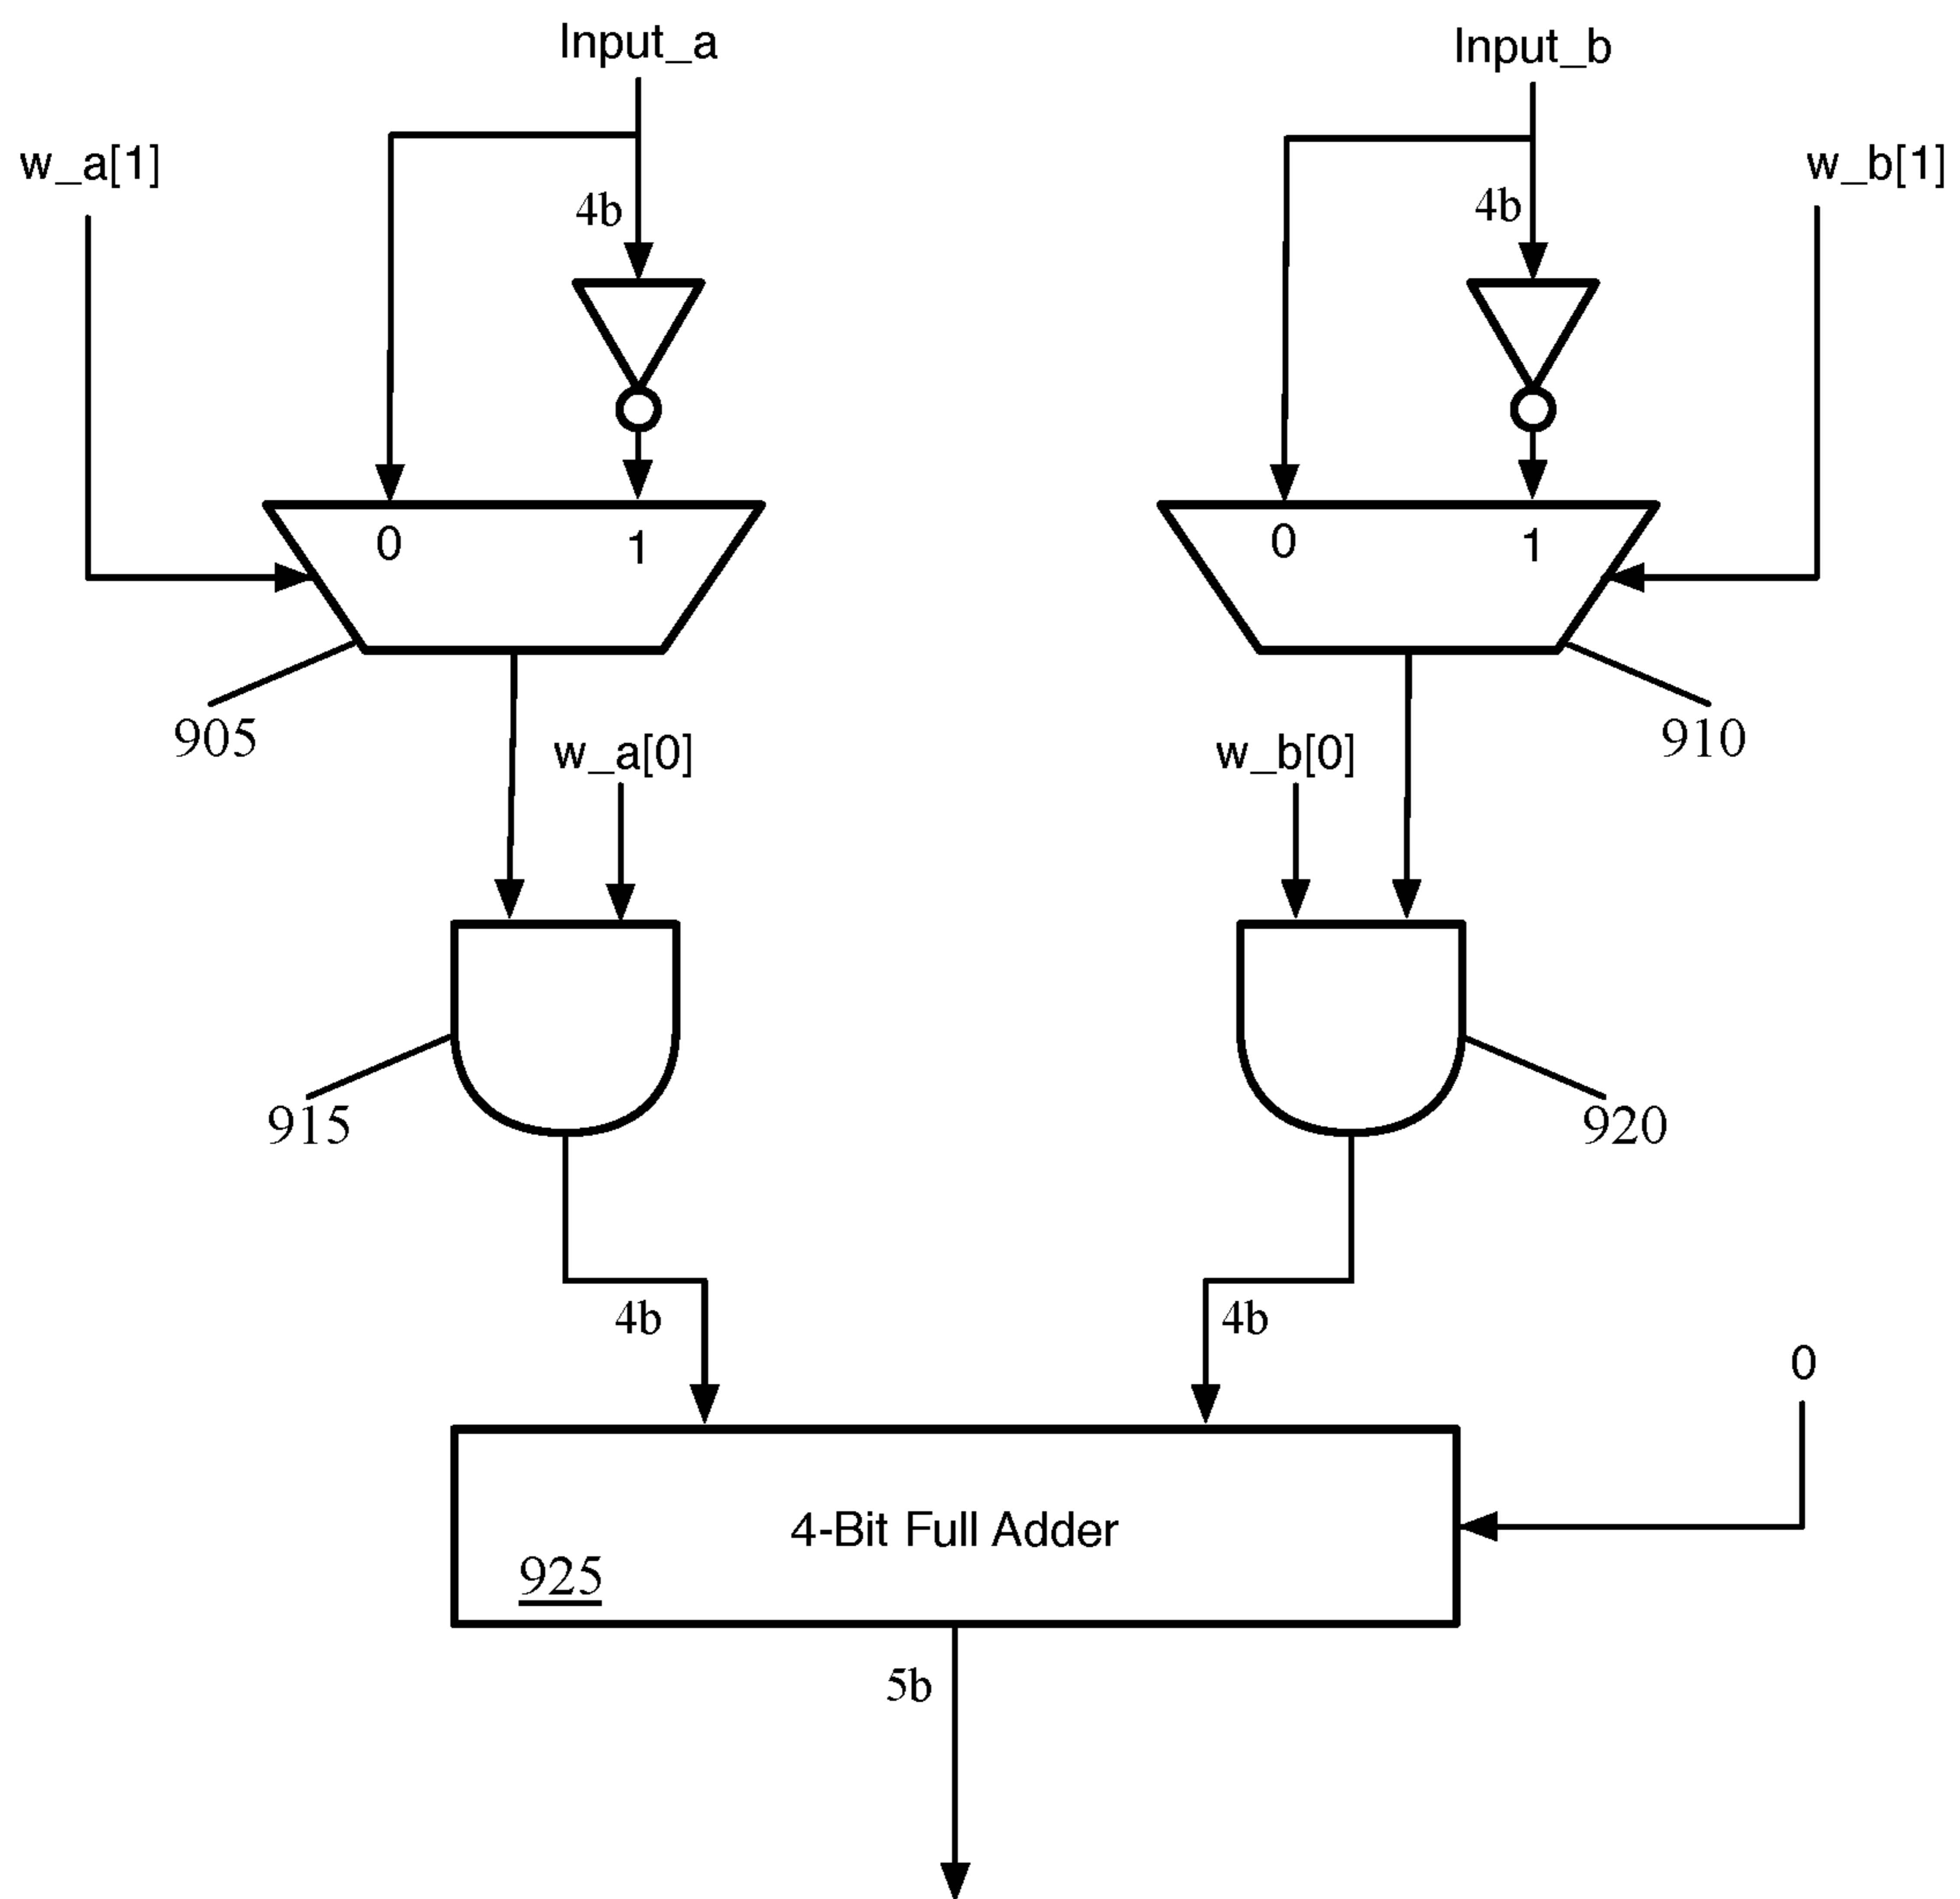 Input_a
Input_b
w_a[1]
w_b[1]
4b
4b
0
1
0
1
905
910
w_a[0]
w_b[0]
915
920
4b
4b
0
4-Bit Full Adder
925
5b